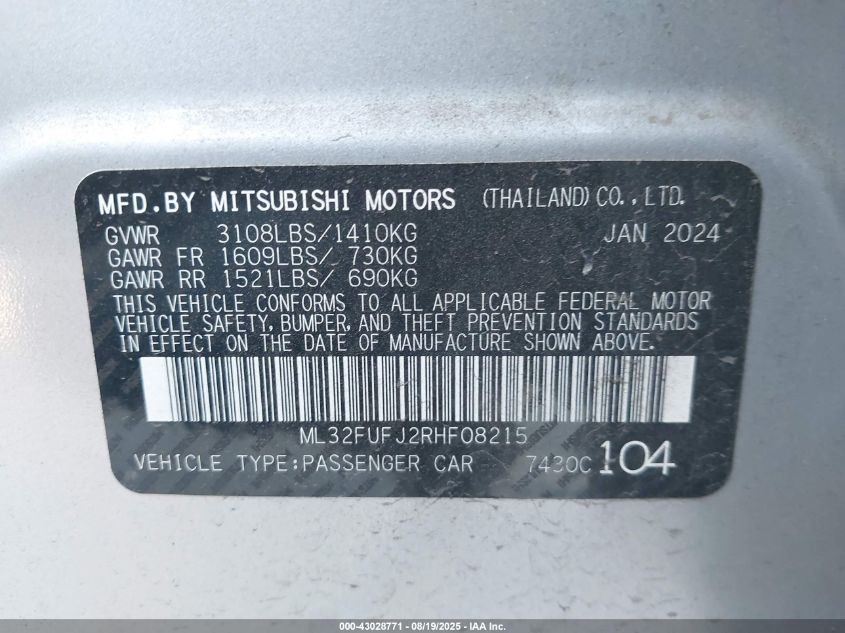 MFD.BY MITSUBISHI MOTORS (THAILAND) CO.,LTD.
GVWR 3108LBS/1410KG JAN 2024
GAWR FR 1609LBS/ 730KG
GAWR RR 1521LBS/ 690KG
THIS VEHICLE CONFORMS TO ALL APPLICABLE FEDERAL MOTOR
VEHICLE SAFETY, BUMPER, AND THEFT PREVENTION STANDARDS
IN EFFECT ON THE DATE OF MANUFACTURE SHOWN ABOVE.
ML32FUFJ2RHF08215
VEHICLE TYPE:PASSENGER CAR 7430C 104
000-43028771 - 08/19/2025 - IAA Inc.